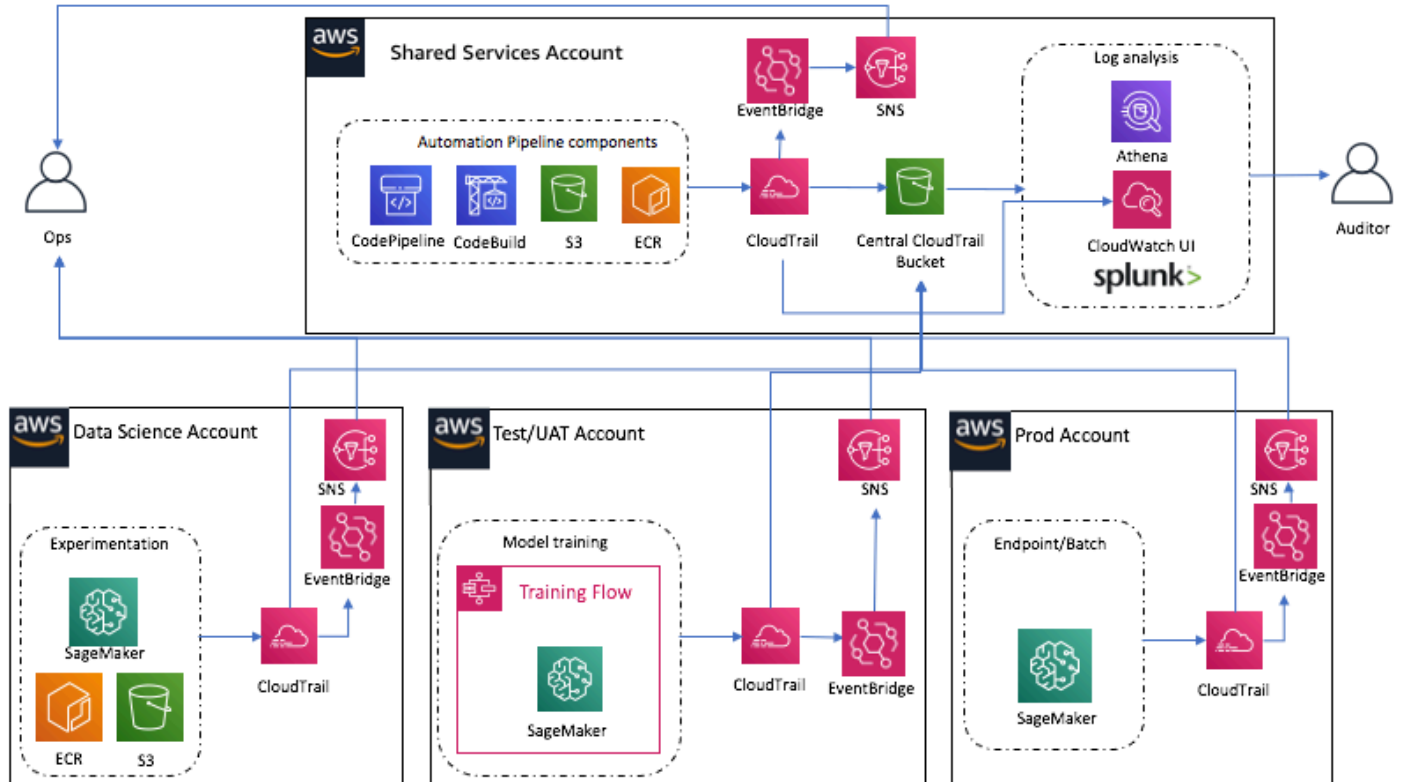 aws
Shared Services Account
EventBridge
SNS
Log analysis
Athena
CloudWatch UI
splunk>
Automation Pipeline components
CodePipeline
CodeBuild
S3
ECR
CloudTrail
Central CloudTrail
Bucket
Ops
Auditor
aws
Data Science Account
SNS
EventBridge
Experimentation
SageMaker
ECR
S3
CloudTrail
aws
Test/UAT Account
SNS
Model training
Training Flow
SageMaker
CloudTrail
EventBridge
aws
Prod Account
SNS
EventBridge
Endpoint/Batch
SageMaker
CloudTrail